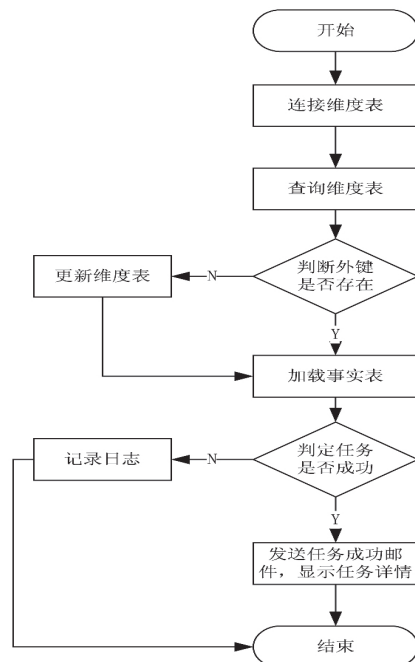 开始
连接维度表
查询维度表
判断外键
是否存在
N
更新维度表
Y
加载事实表
判定任务
是否成功
N
记录日志
Y
发送任务成功邮
件，显示任务详情
结束